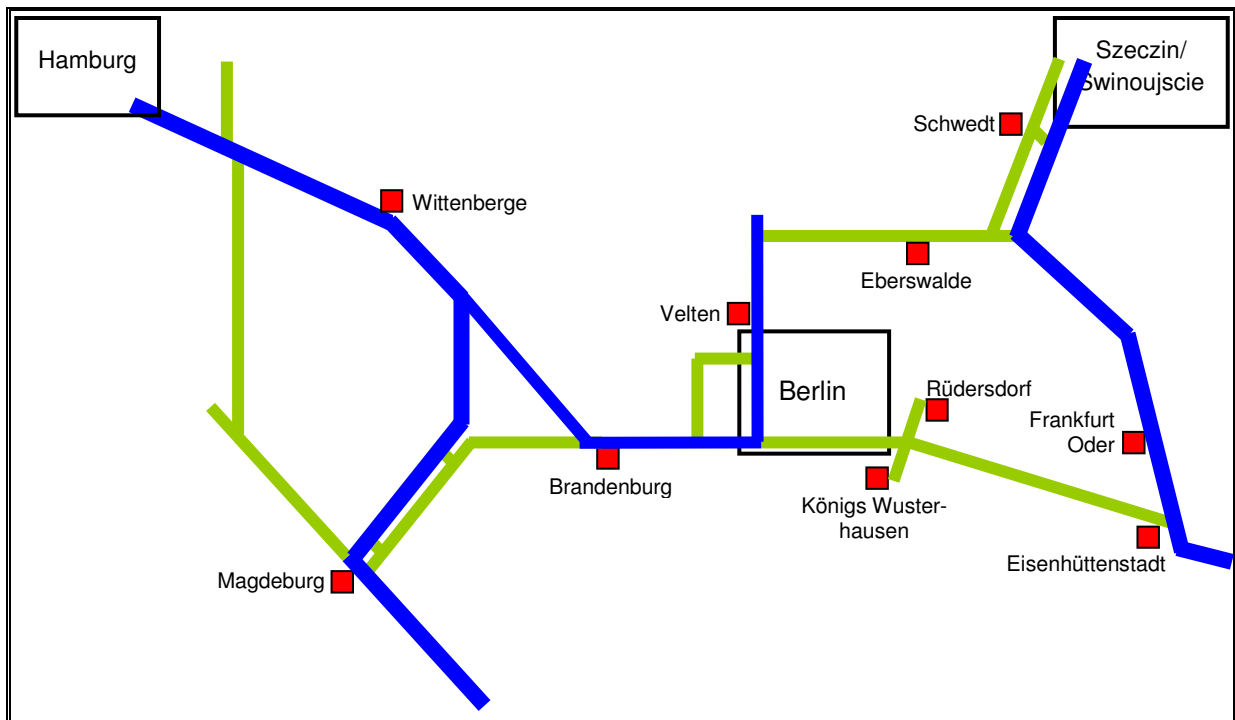 Hamburg
Szeczin/
Swinoujscie
Schwedt
Wittenberge
Eberswalde
Velten
Berlin
Rüdersdorf
Frankfurt
Oder
Brandenburg
Königs Wuster-
hausen
Eisenhüttenstadt
Magdeburg